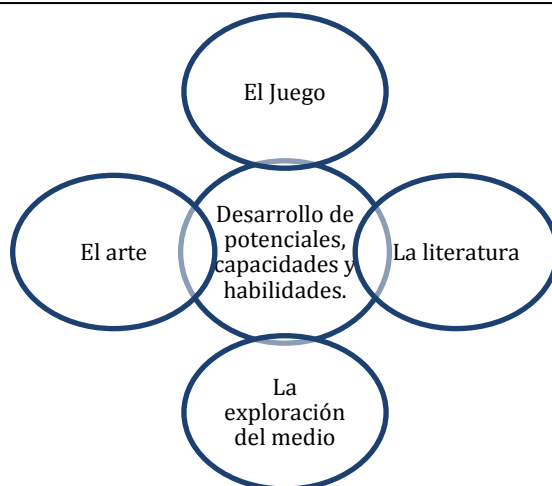 El Juego
El arte
Desarrollo de
potenciales,
capacidades y
habilidades.
La literatura
La
exploración
del medio